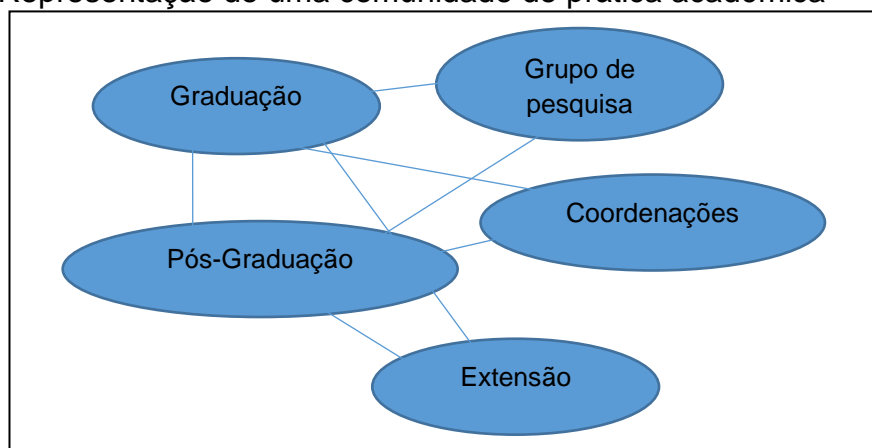 Representação de uma comunidade de prática acadêmica
Graduação
Grupo de
pesquisa
Coordenações
Pós-Graduação
Extensão